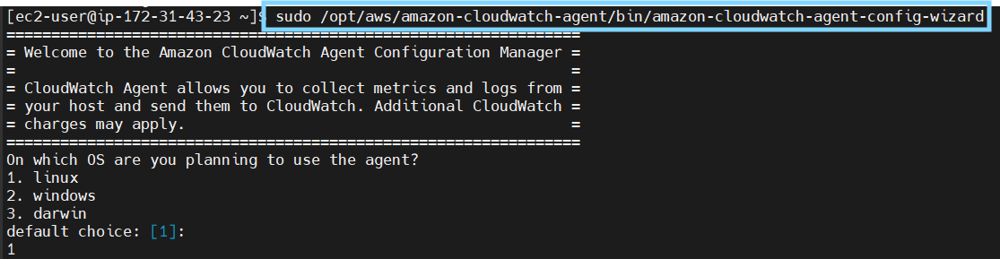 [ec2-user@ip-172-31-43-23 ~]$ sudo /opt/aws/amazon-cloudwatch-agent/bin/amazon-cloudwatch-agent-config-wizard
================================================================
= Welcome to the Amazon CloudWatch Agent Configuration Manager =
=                                                              =
= CloudWatch Agent allows you to collect metrics and logs from =
= your host and send them to CloudWatch. Additional CloudWatch =
= charges may apply.                                           =
================================================================
On which OS are you planning to use the agent?
1. linux
2. windows
3. darwin
default choice: [1]:
1